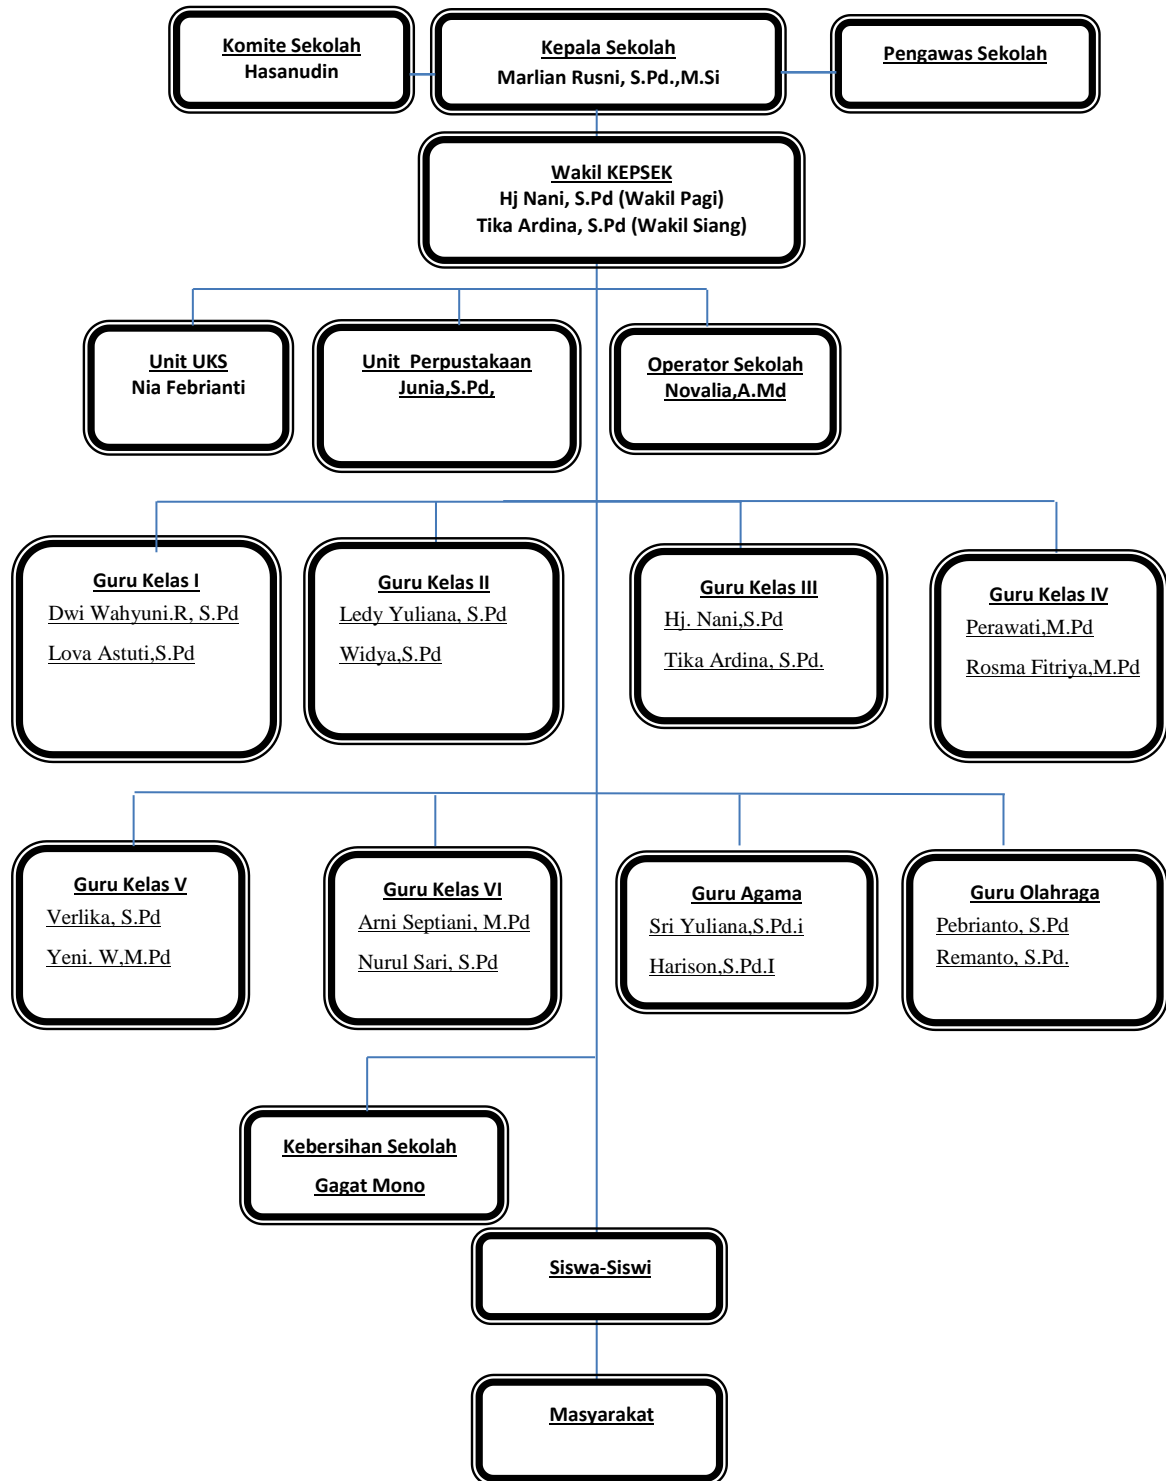 Komite Sekolah
Hasanudin
Kepala Sekolah
Marlian Rusni, S.Pd.,M.Si
Pengawas Sekolah
Wakil KEPSEK
Hj Nani, S.Pd (Wakil Pagi)
Tika Ardina, S.Pd (Wakil Siang)
Unit UKS
Nia Febrianti
Unit Perpustakaan
Junia,S.Pd,
Operator Sekolah
Novalia,A.Md
Guru Kelas I
Dwi Wahyuni.R, S.Pd
Lova Astuti,S.Pd
Guru Kelas II
Ledy Yuliana, S.Pd
Widya,S.Pd
Guru Kelas III
Hj. Nani,S.Pd
Tika Ardina, S.Pd.
Guru Kelas IV
Perawati,M.Pd
Rosma Fitriya,M.Pd
Guru Kelas V
Verlika, S.Pd
Yeni. W,M.Pd
Guru Kelas VI
Arni Septiani, M.Pd
Nurul Sari, S.Pd
Guru Agama
Sri Yuliana,S.Pd.i
Harison,S.Pd.I
Guru Olahraga
Pebrianto, S.Pd
Remanto, S.Pd.
Kebersihan Sekolah
Gagat Mono
Siswa-Siswi
Masyarakat